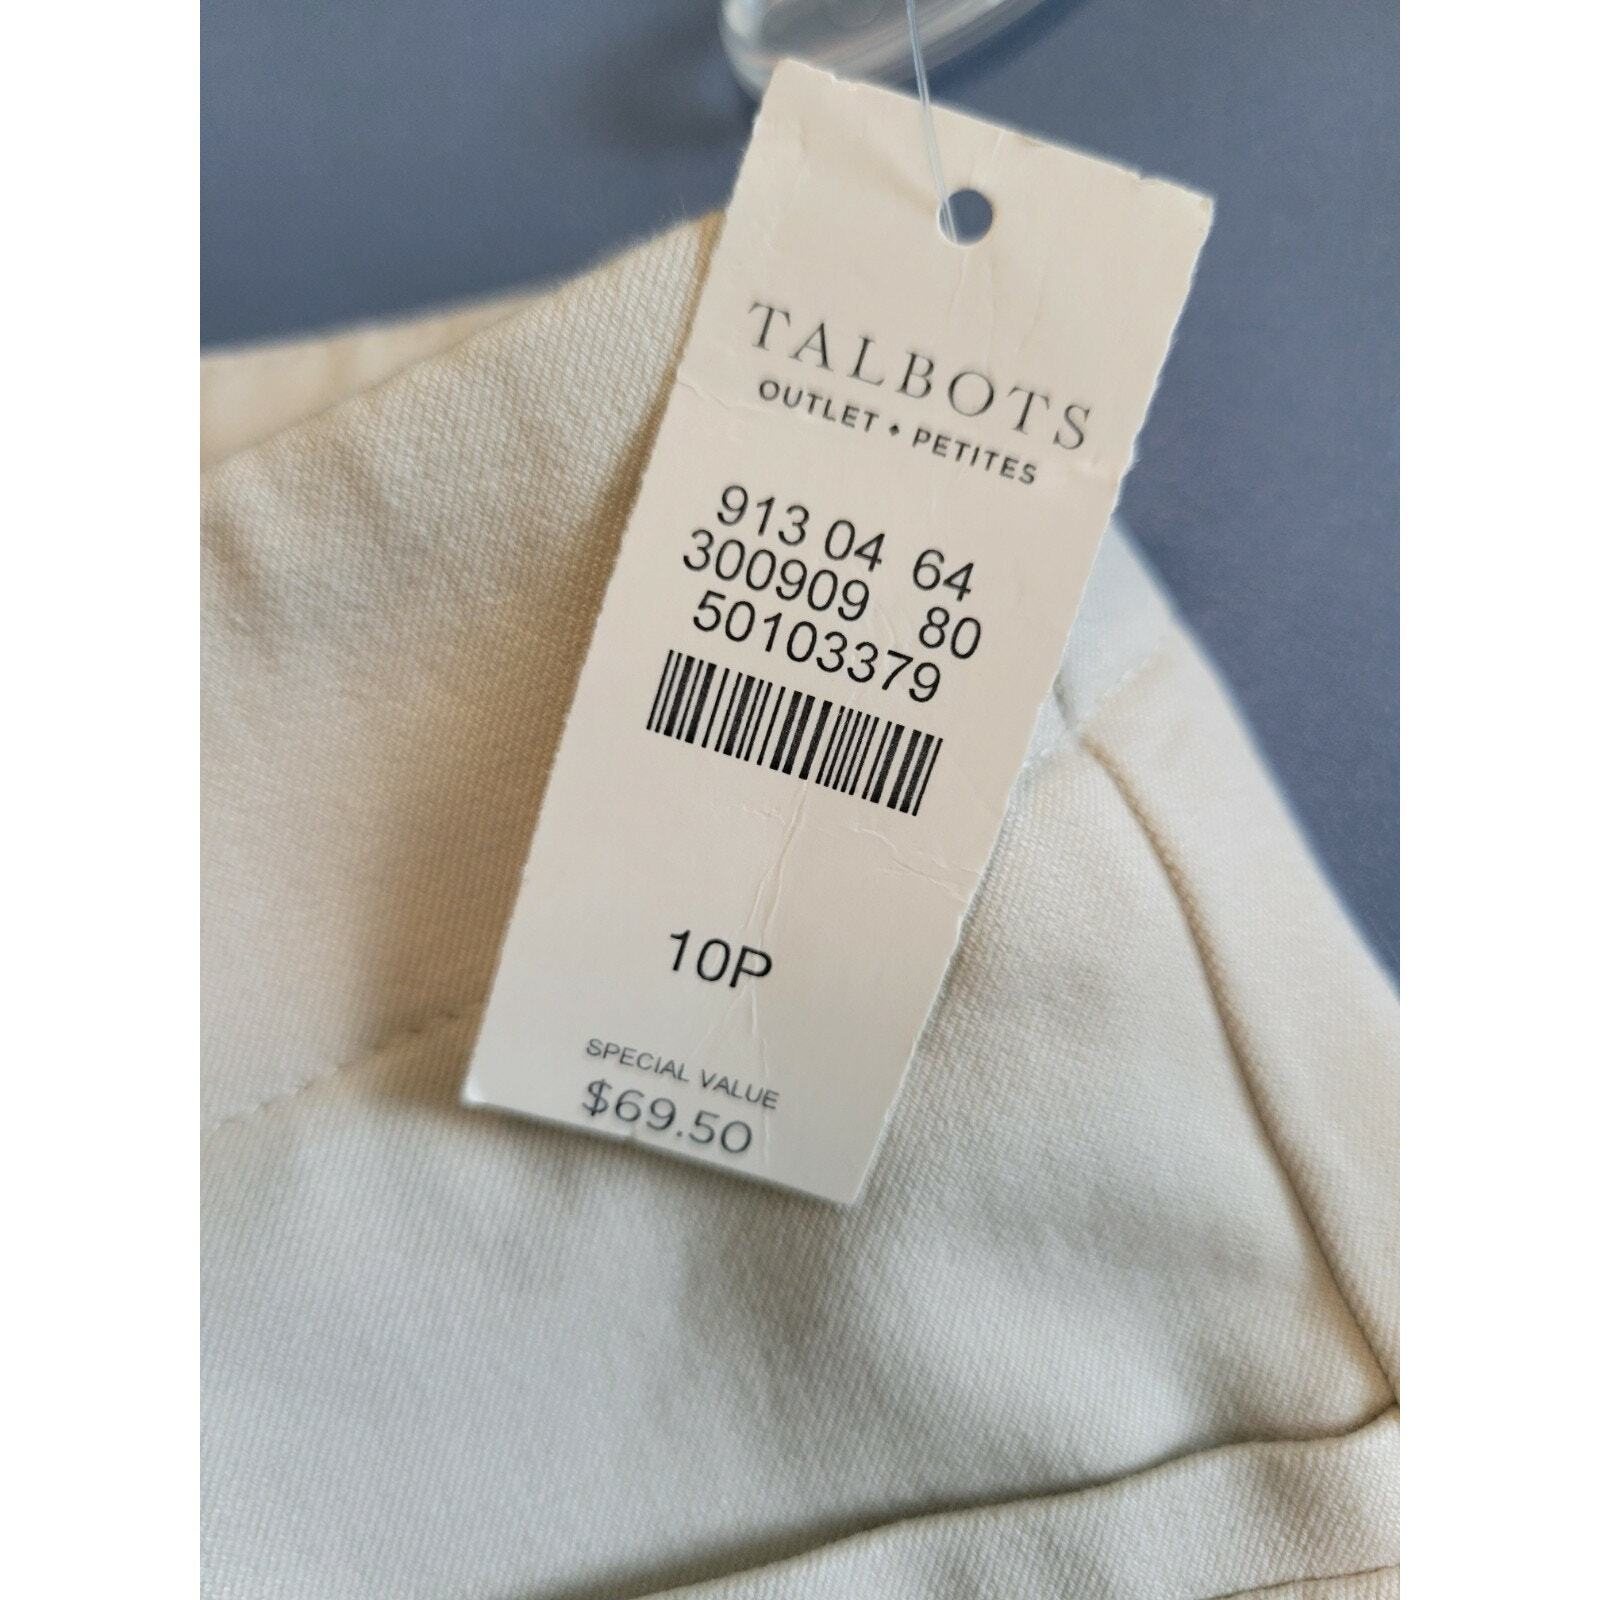 TALBOTS
OUTLET ♦ PETITES
913 04 64
300909 80
50103379
10P
SPECIAL VALUE
$69.50